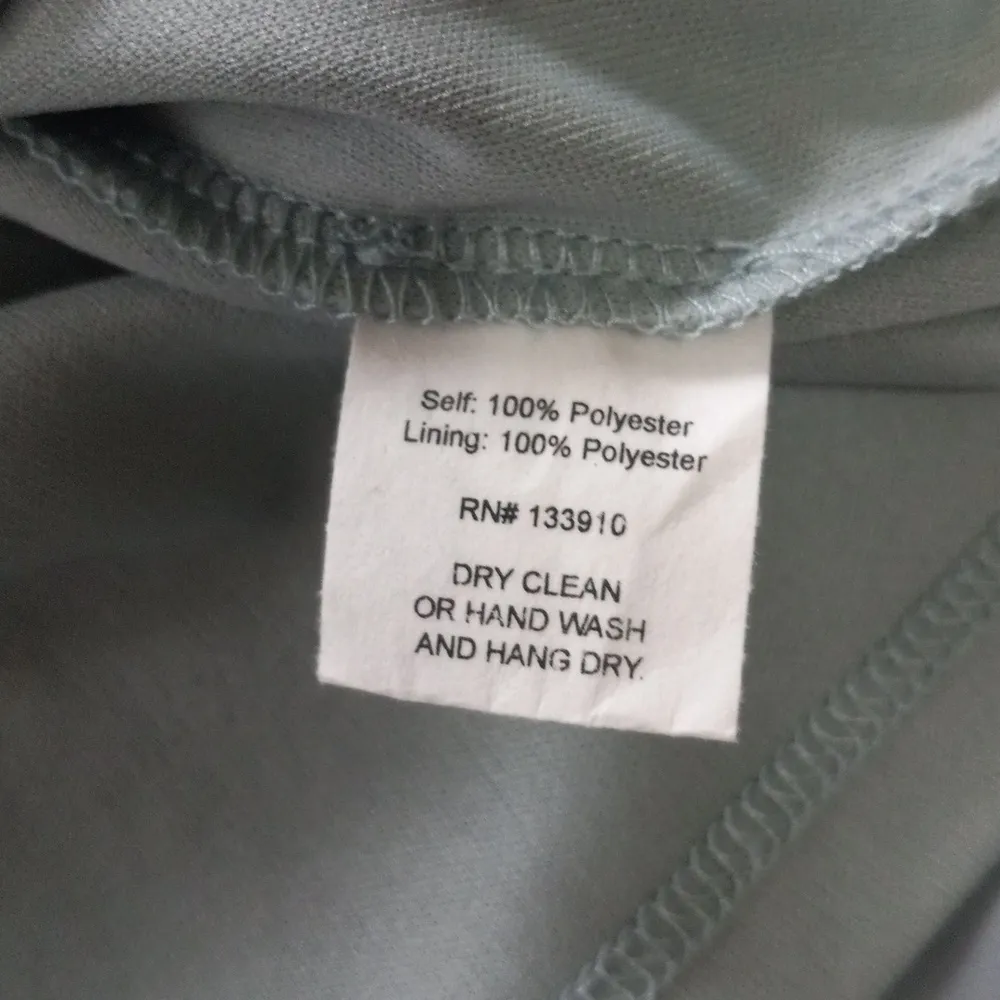 Self: 100% Polyester
Lining: 100% Polyester
RN# 133910
DRY CLEAN
OR HAND WASH
AND HANG DRY.